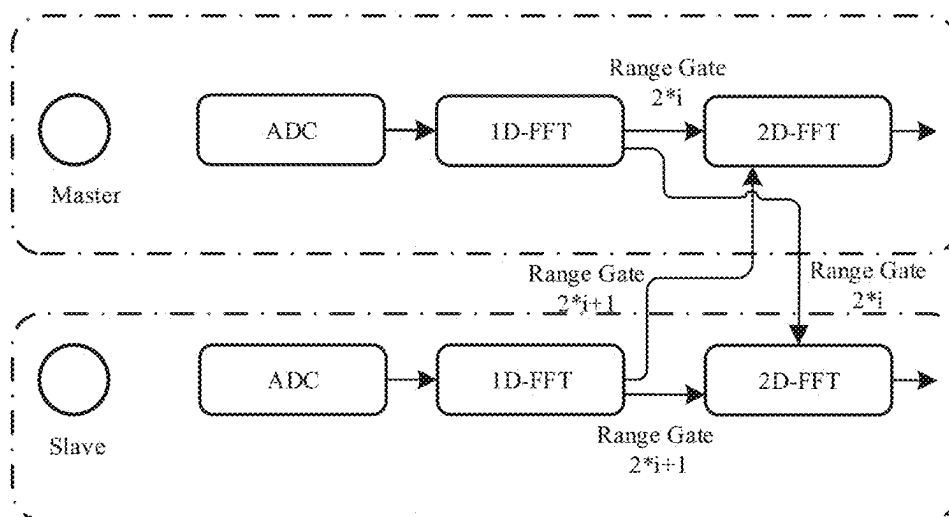 Range Gate
2*i
ADC
1D-FFT
2D-FFT
Master
Range Gate
2*i+1
Range Gate
2*i
ADC
1D-FFT
2D-FFT
Slave
Range Gate
2*i+1